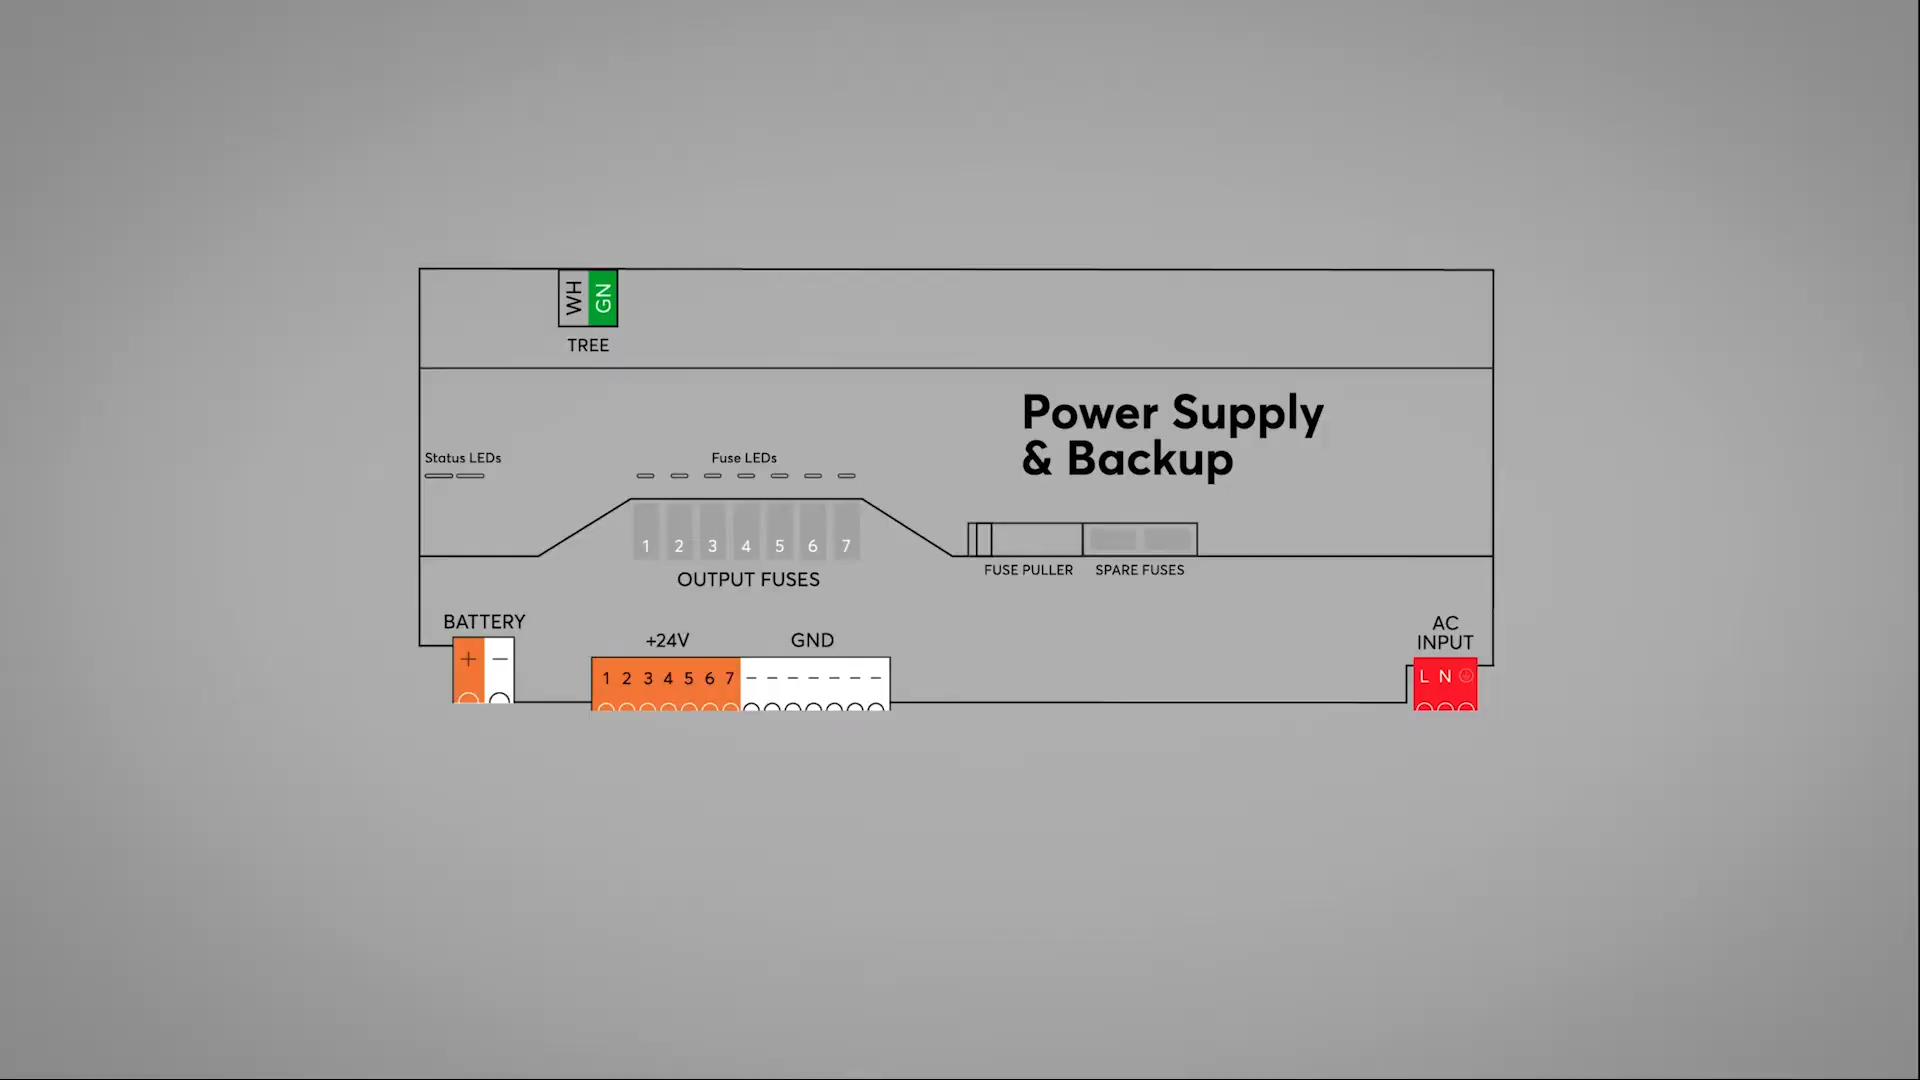 WH GN
TREE
Power Supply
& Backup
Status LEDs
Fuse LEDs
1 2 3 4 5 6 7
OUTPUT FUSES
FUSE PULLER
SPARE FUSES
BATTERY
+ −
+24V
GND
1 2 3 4 5 6 7 − − − − − − −
AC
INPUT
L N ⏚